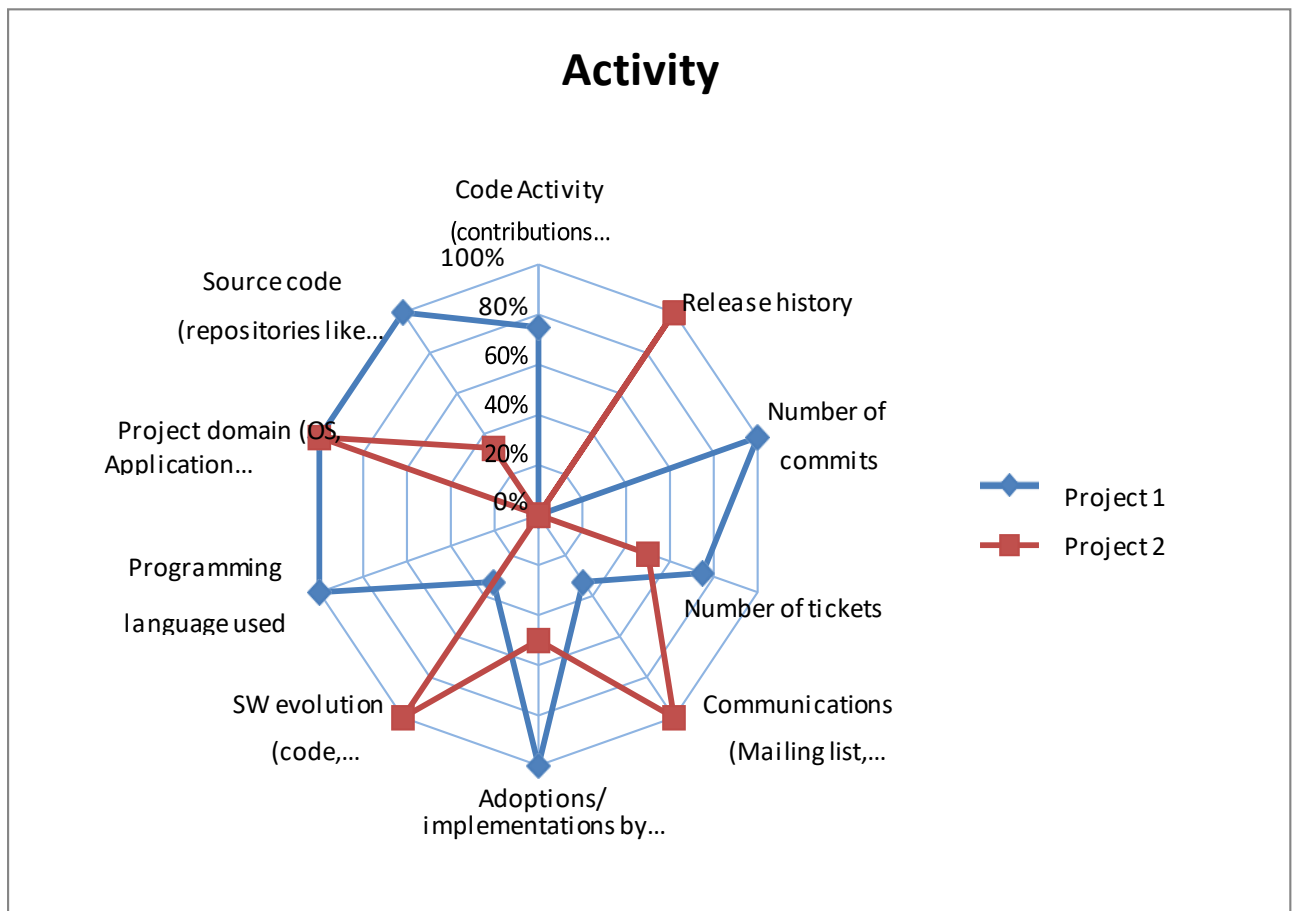 Activity
Code Activity
(contributions...
100%
80%
60%
40%
20%
0%
Release history
Number of
commits
Number of tickets
Communications
(Mailing list,...
Adoptions/
implementations by...
SW evolution
(code,...
Programming
language used
Project domain (OS,
Application...
Source code
(repositories like...
Project 1
Project 2